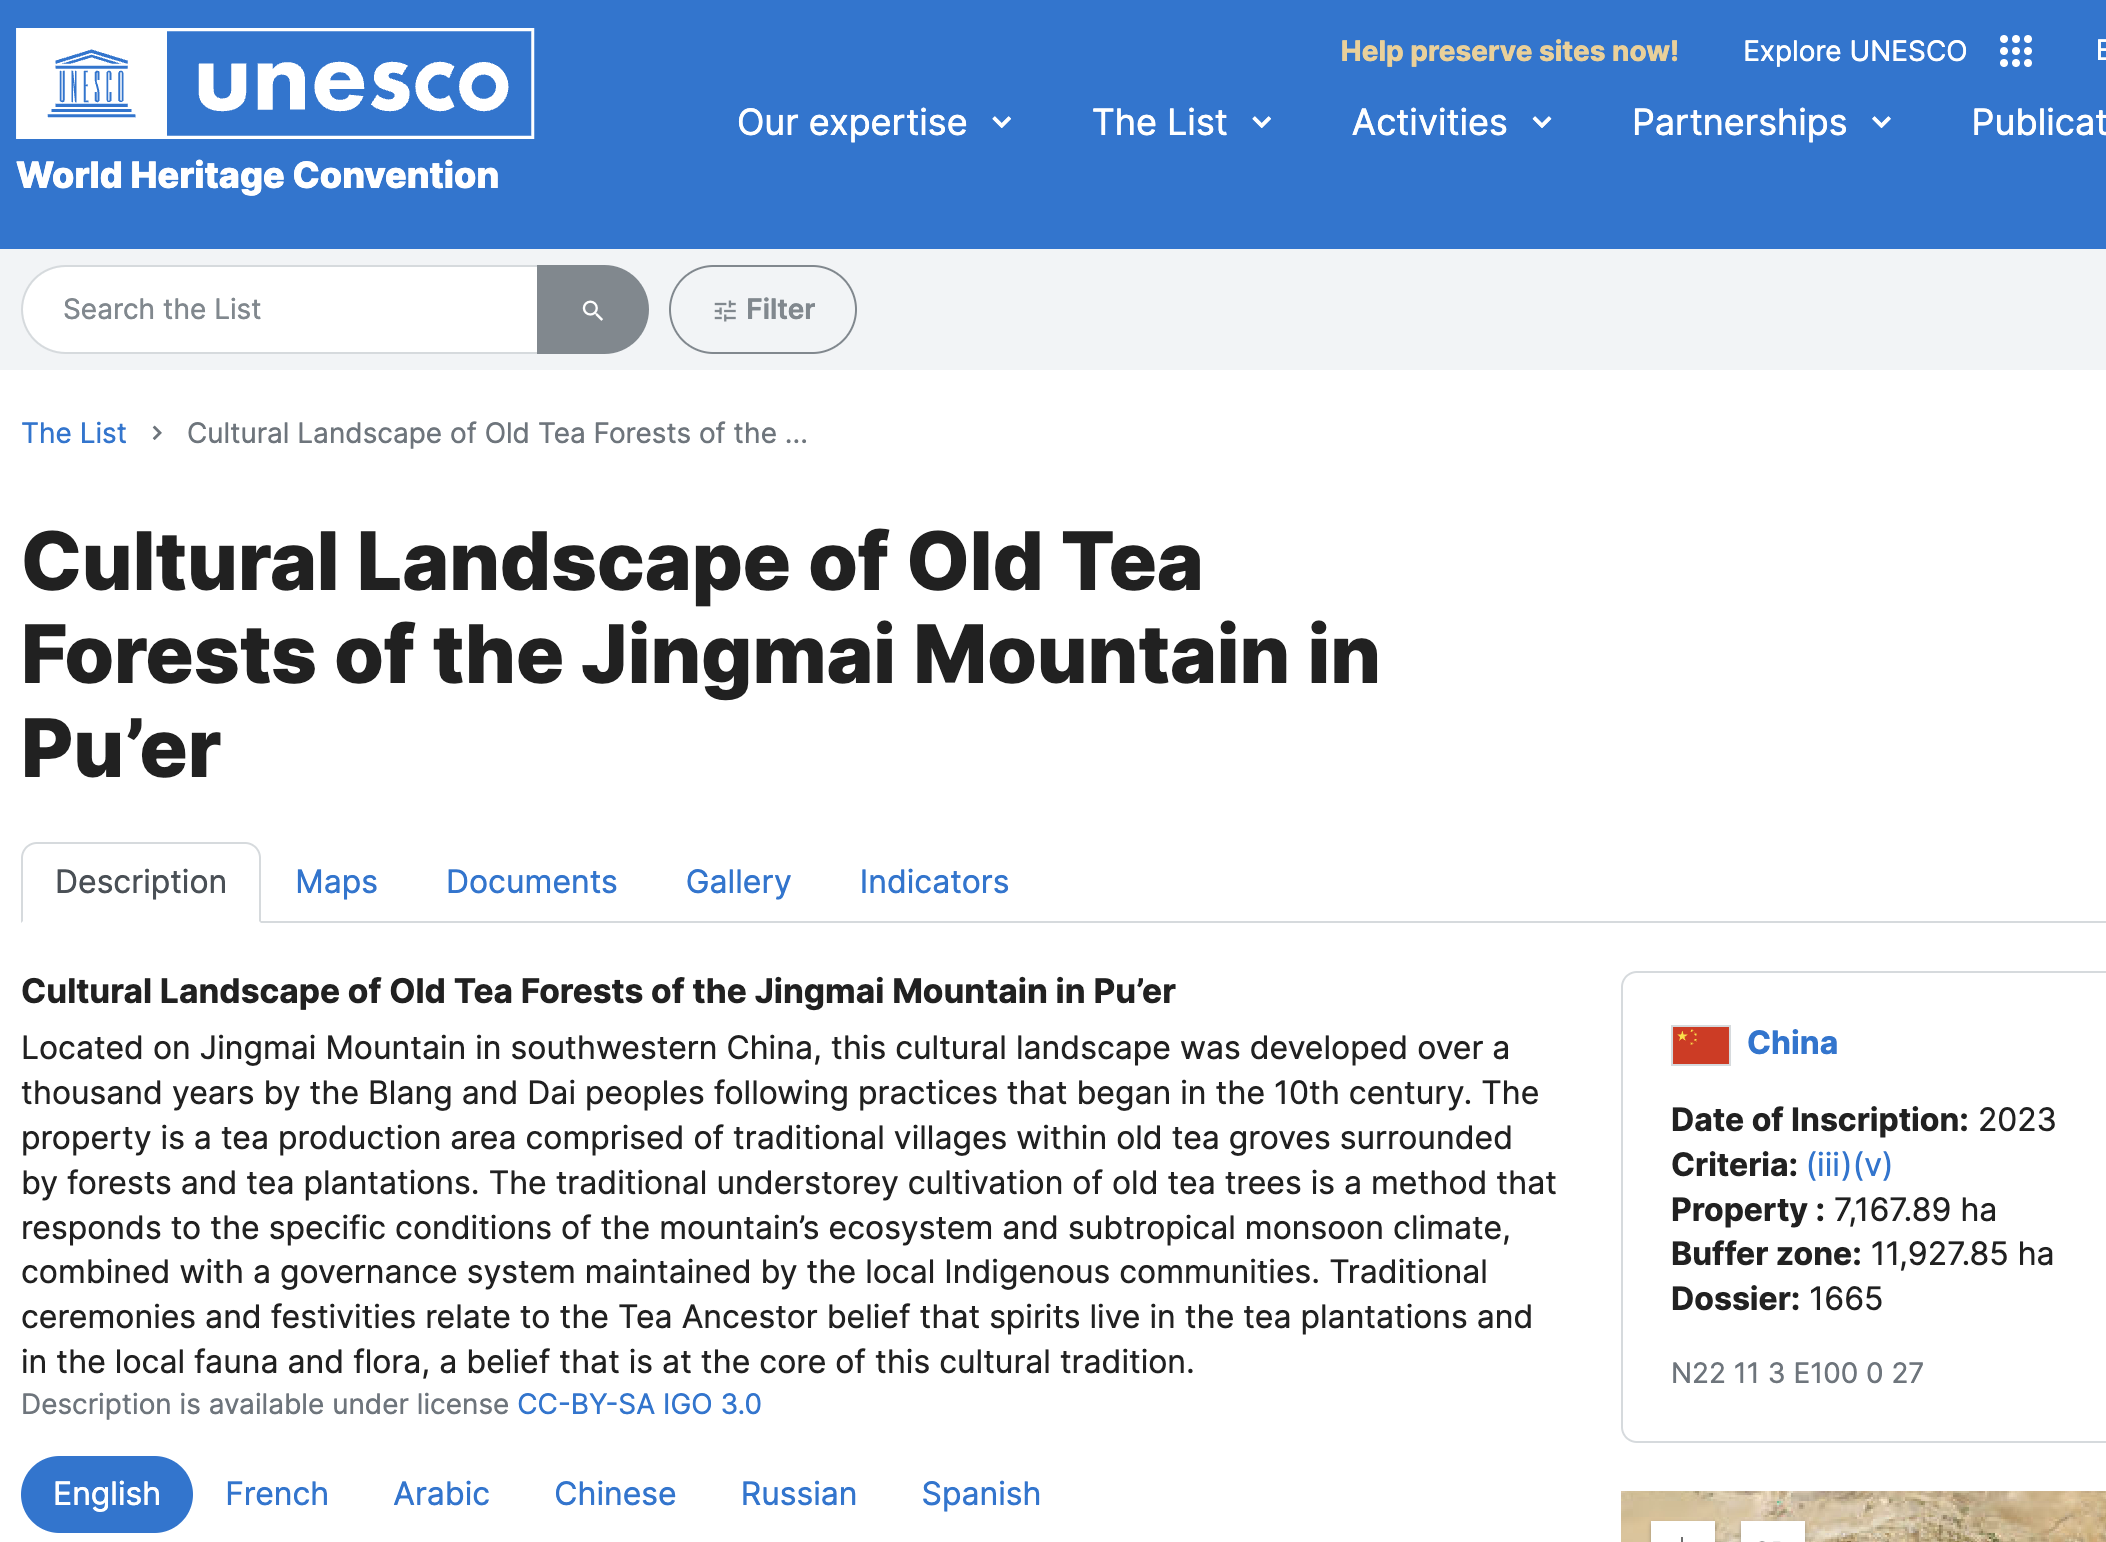 UNESCO
unesco
World Heritage Convention
Help preserve sites now!
Explore UNESCO
Our expertise
The List
Activities
Partnerships
Publicat
Search the List
Filter
The List > Cultural Landscape of Old Tea Forests of the ...
Cultural Landscape of Old Tea
Forests of the Jingmai Mountain in
Pu’er
Description
Maps
Documents
Gallery
Indicators
Cultural Landscape of Old Tea Forests of the Jingmai Mountain in Pu’er
Located on Jingmai Mountain in southwestern China, this cultural landscape was developed over a
thousand years by the Blang and Dai peoples following practices that began in the 10th century. The
property is a tea production area comprised of traditional villages within old tea groves surrounded
by forests and tea plantations. The traditional understorey cultivation of old tea trees is a method that
responds to the specific conditions of the mountain’s ecosystem and subtropical monsoon climate,
combined with a governance system maintained by the local Indigenous communities. Traditional
ceremonies and festivities relate to the Tea Ancestor belief that spirits live in the tea plantations and
in the local fauna and flora, a belief that is at the core of this cultural tradition.
Description is available under license CC-BY-SA IGO 3.0
English
French
Arabic
Chinese
Russian
Spanish
China
Date of Inscription: 2023
Criteria: (iii)(v)
Property : 7,167.89 ha
Buffer zone: 11,927.85 ha
Dossier: 1665
N22 11 3 E100 0 27